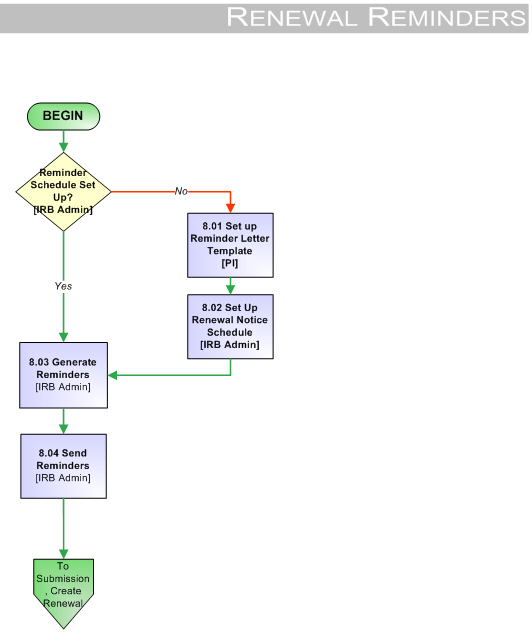 RENEWAL REMINDERS
BEGIN
Reminder
Schedule Set
Up?
[IRB Admin]
No
8.01 Set up
Reminder Letter
Template
[PI]
8.02 Set Up
Renewal Notice
Schedule
[IRB Admin]
Yes
8.03 Generate
Reminders
[IRB Admin]
8.04 Send
Reminders
[IRB Admin]
To
Submission
, Create
Renewal